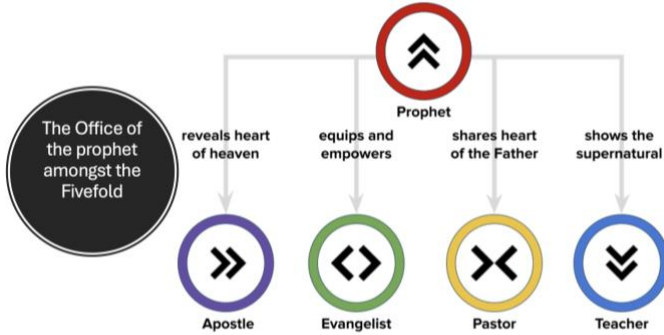 The Office of
the prophet
amongst the
Fivefold
Prophet
reveals heart
of heaven
equips and
empowers
shares heart
of the Father
shows the
supernatural
Apostle
Evangelist
Pastor
Teacher